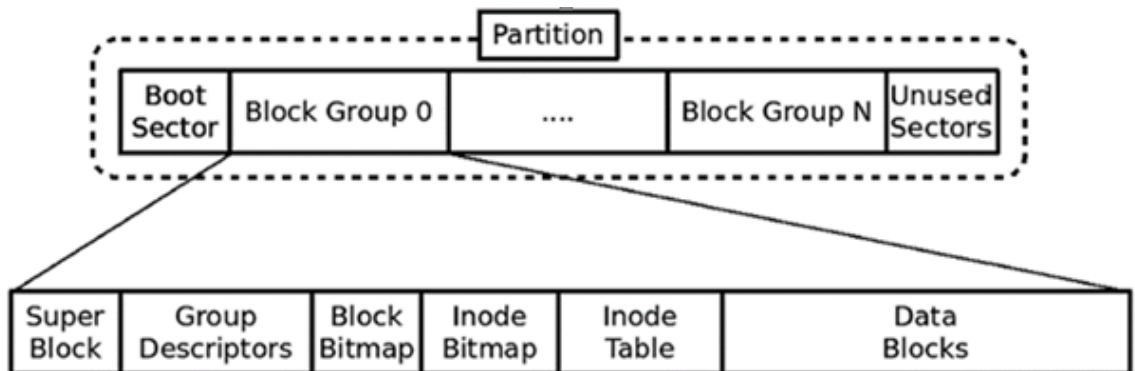 Partition
Boot
Sector
Block Group 0
....
Block Group N
Unused
Sectors
Super
Block
Group
Descriptors
Block
Bitmap
Inode
Bitmap
Inode
Table
Data
Blocks